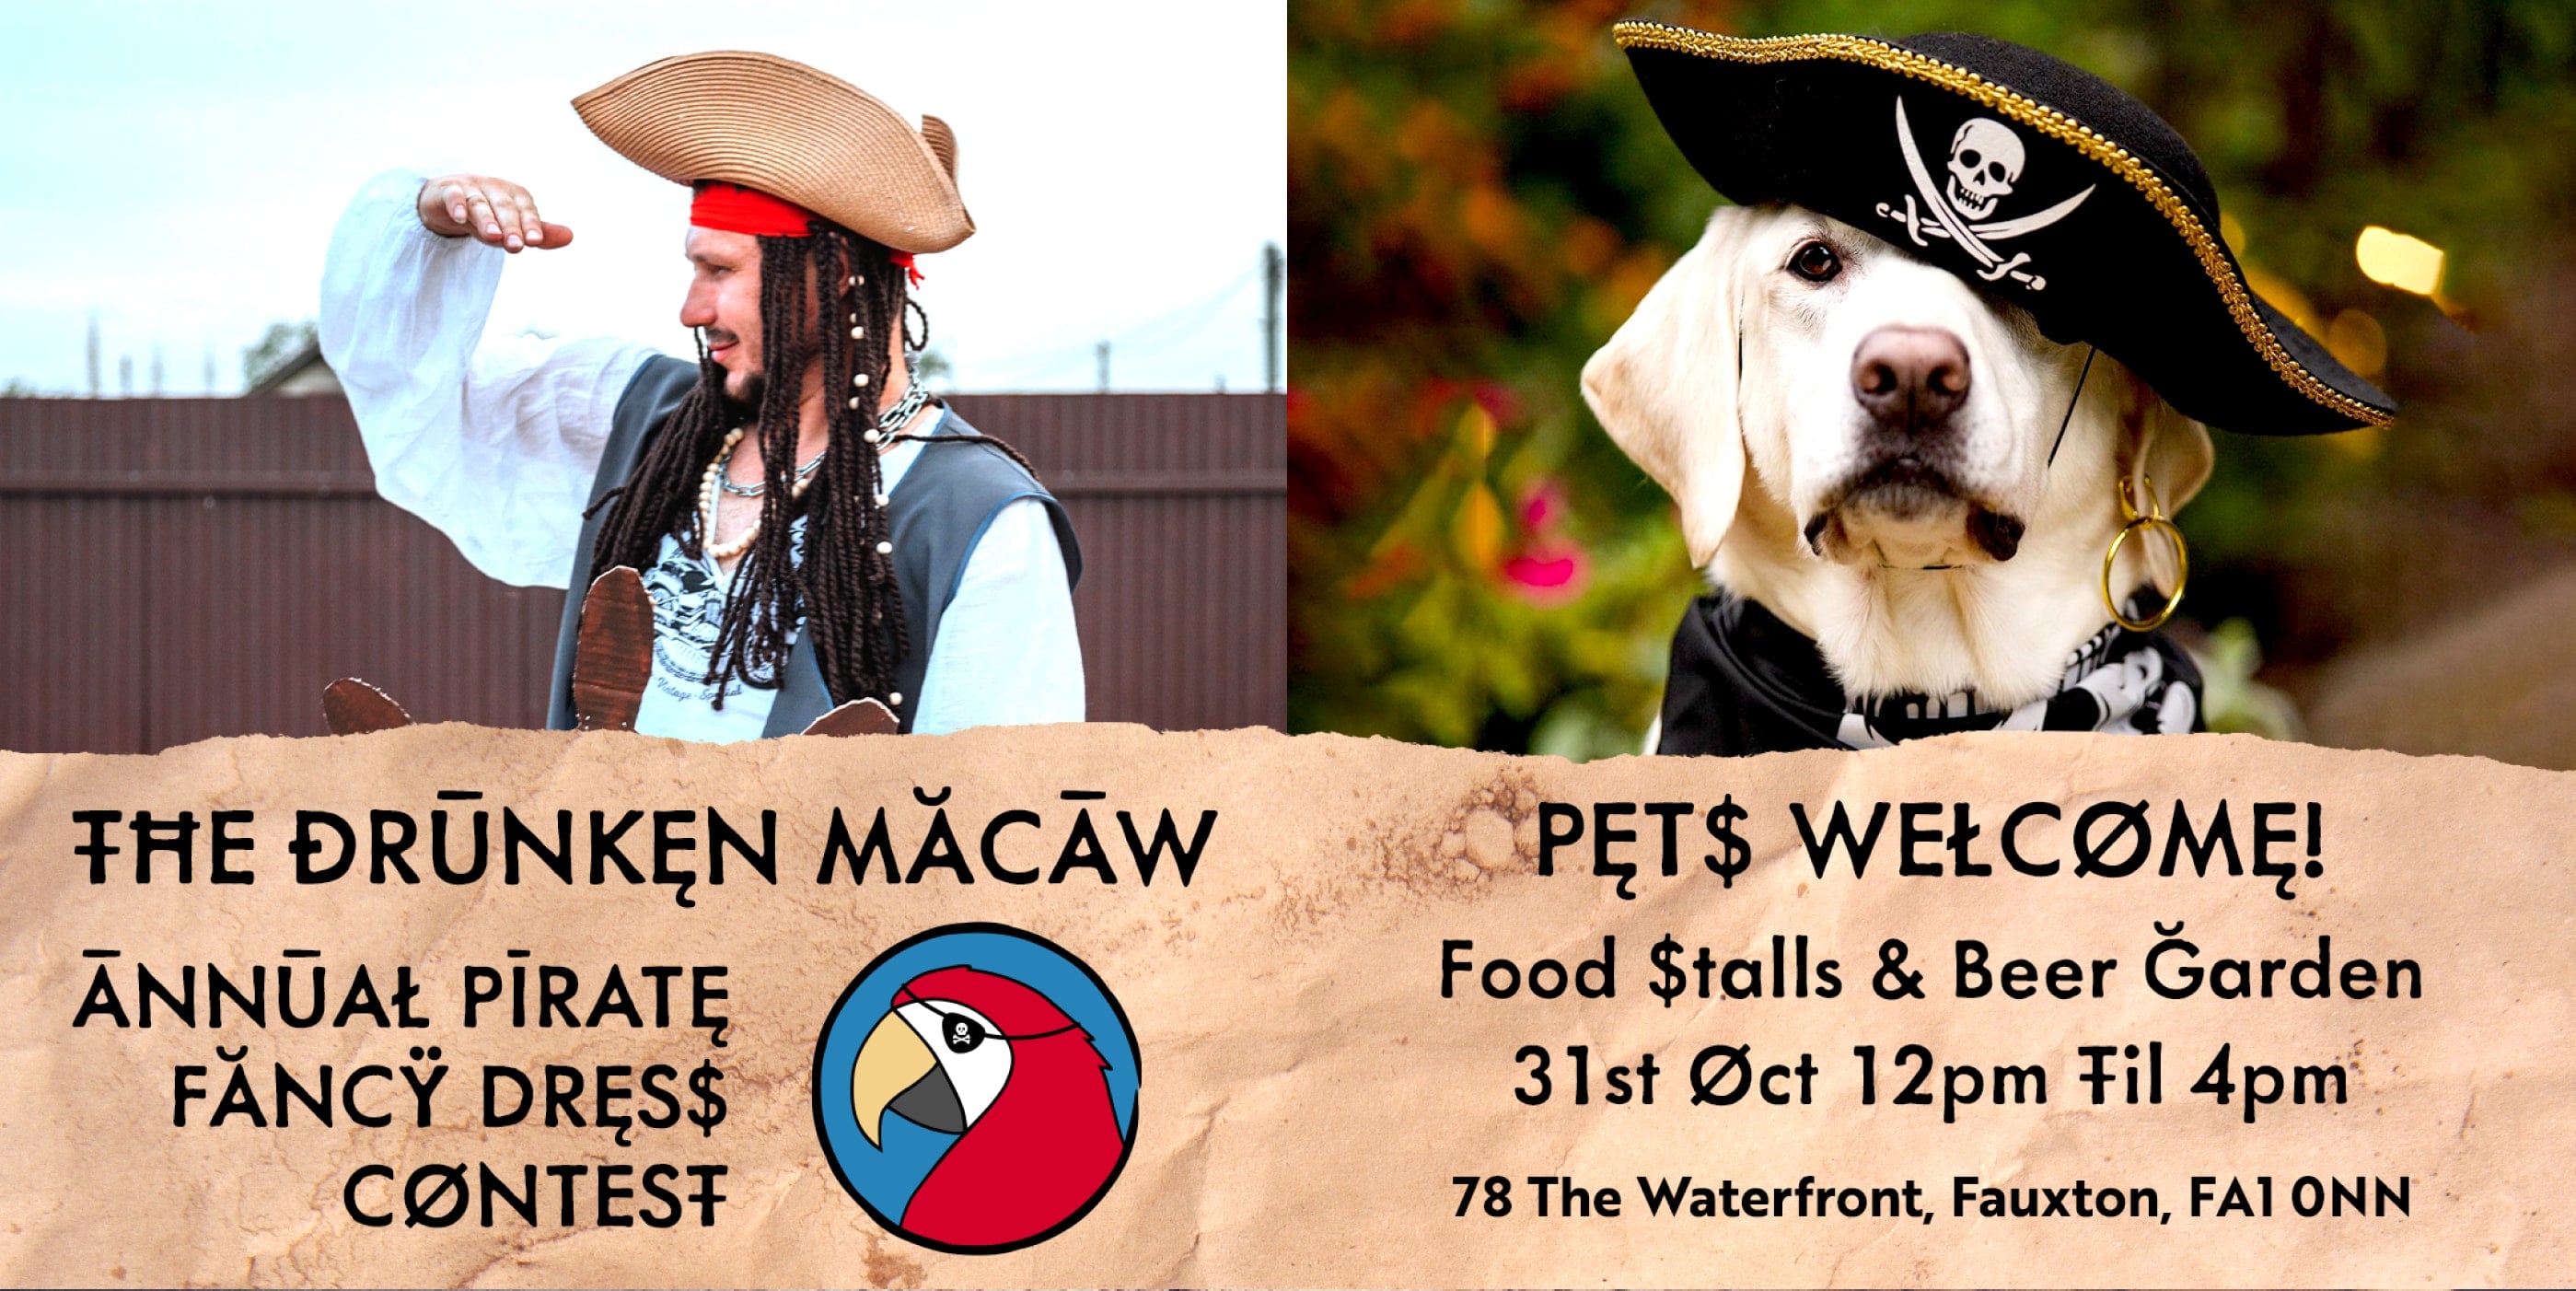 ŦĦE ĐRŪNKĘN MĂCĀW
ĀNNŪAŁ PĪRATĘ
FĂNCŸ DRĘS$
CØNTESŦ
PĘT$ WEŁCØMĘ!
Food $talls & Beer Ğarden
31st Øct 12pm Ŧil 4pm
78 The Waterfront, Fauxton, FA1 0NN